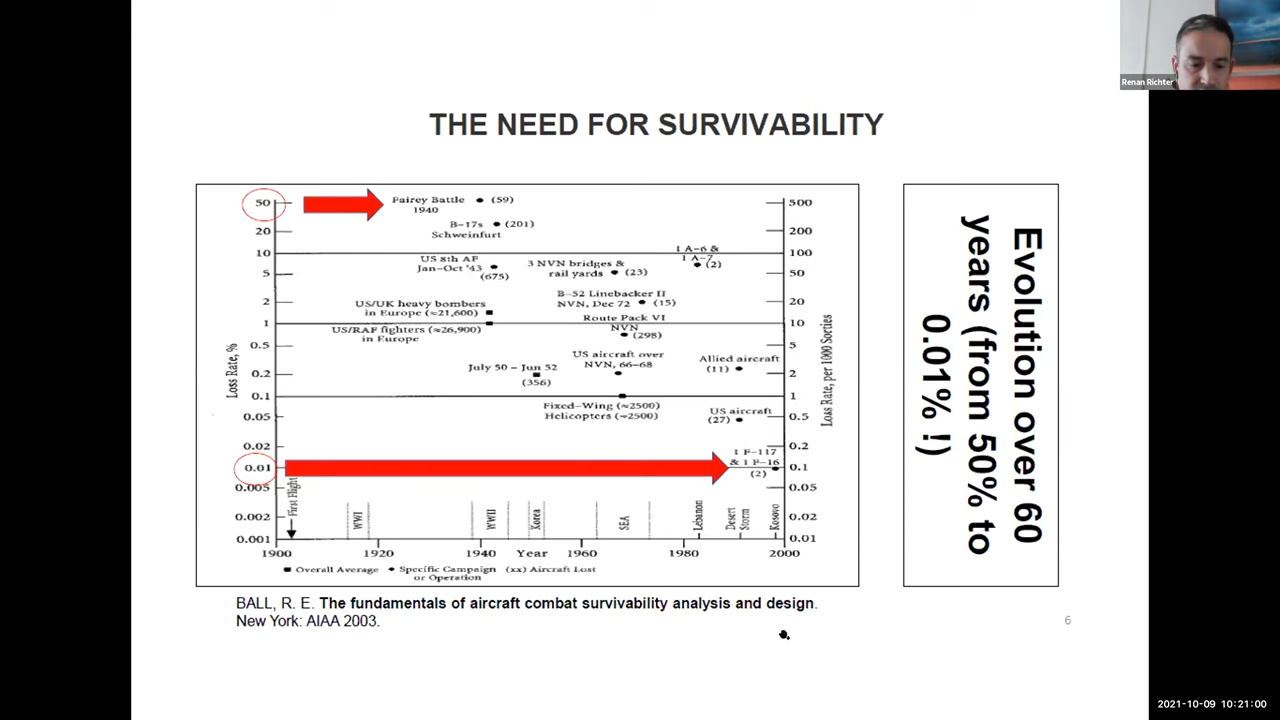 Renan Richter
THE NEED FOR SURVIVABILITY
50
20
10
5
2
1
0.5
0.2
0.1
0.05
0.02
0.01
0.005
0.002
0.001
Loss Rate, %
Fairey Battle
1940
(59)
B-17s
Schweinfurt
(201)
US 8th AF
Jan-Oct '43
(675)
3 NVN bridges &
rail yards
(23)
1 A-6 &
1 A-7
(2)
B-52 Linebacker II
NVN, Dec 72
(15)
US/UK heavy bombers
in Europe (≈21,600)
Route Pack VI
NVN
(298)
US/RAF fighters (≈26,900)
in Europe
US aircraft over
NVN, 66-68
Allied aircraft
(11)
July 50 - Jun 52
(356)
Fixed-Wing (≈2500)
Helicopters (≈2500)
US aircraft
(27)
1 F-117
& 1 F-16
(2)
First Flight
WWI
WWII
Korea
SEA
Lebanon
Desert
Storm
Kosovo
500
200
100
50
20
10
5
2
1
0.5
0.2
0.1
0.05
0.02
0.01
Loss Rate, per 1000 Sorties
1900
1920
1940
Year
1960
1980
2000
Overall Average
Specific Campaign
or Operation
(xx) Aircraft Lost
Evolution over 60
years (from 50% to
0.01% !)
BALL, R. E. The fundamentals of aircraft combat survivability analysis and design.
New York: AIAA 2003.
6
2021-10-09 10:21:00